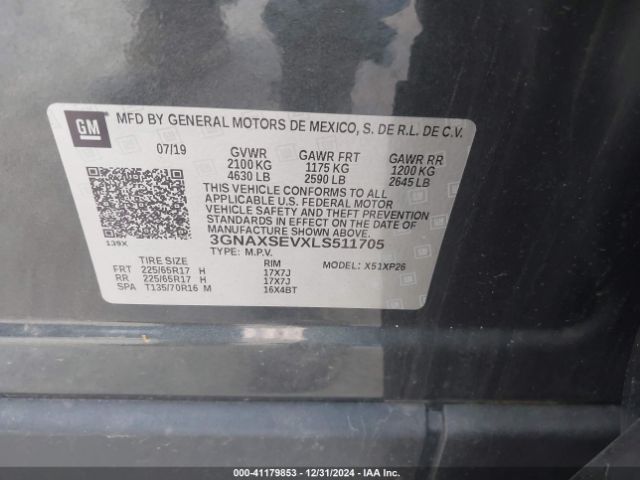 GM
MFD BY GENERAL MOTORS DE MEXICO, S. DE R.L. DE C.V.
07/19 GVWR GAWR FRT GAWR RR
2100 KG 1175 KG 1200 KG
4630 LB 2590 LB 2645 LB
THIS VEHICLE CONFORMS TO ALL
APPLICABLE U.S. FEDERAL MOTOR
VEHICLE SAFETY AND THEFT PREVENTION
STANDARDS IN EFFECT ON THE DATE OF
MANUFACTURE SHOWN ABOVE.
3GNAXSEVXLS511705
139X
TYPE: M.P.V. MODEL: X51XP26
TIRE SIZE RIM
FRT 225/65R17 H 17X7J
RR 225/65R17 H 17X7J
SPA T135/70R16 M 16X4BT
000-41179853 - 12/31/2024 - IAA Inc.